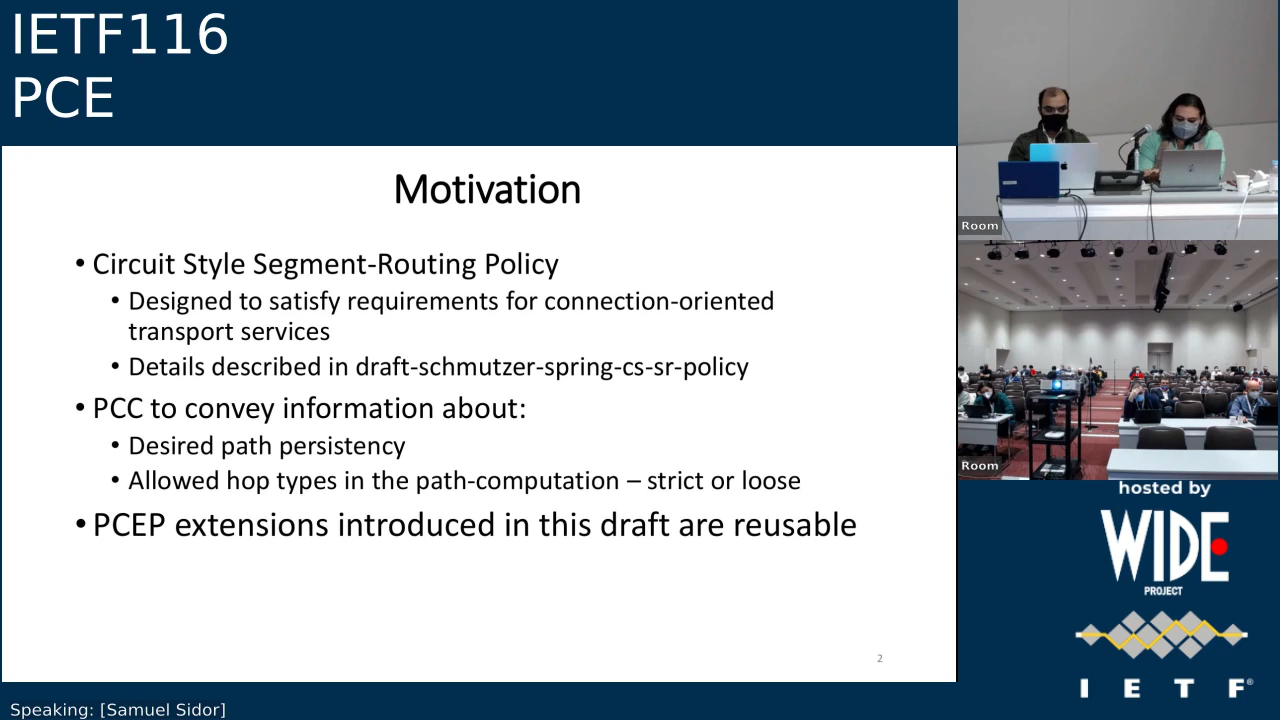 IETF116
PCE
Motivation
• Circuit Style Segment-Routing Policy
• Designed to satisfy requirements for connection-oriented
transport services
• Details described in draft-schmutzer-spring-cs-sr-policy
• PCC to convey information about:
• Desired path persistency
• Allowed hop types in the path-computation – strict or loose
• PCEP extensions introduced in this draft are reusable
2
Room
Room
hosted by
WIDE
PROJECT
I E T F®
Speaking: [Samuel Sidor]